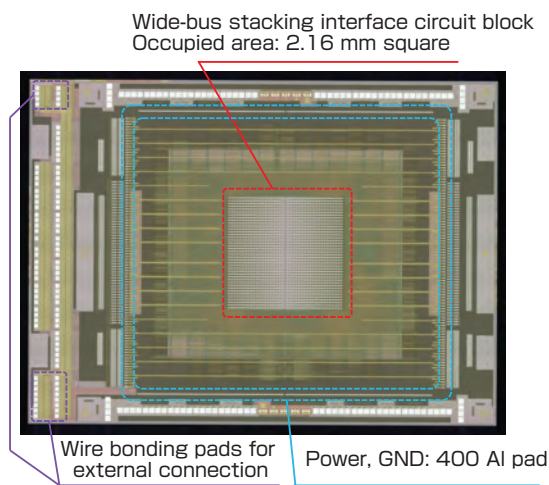 Wide-bus stacking interface circuit block
Occupied area: 2.16 mm square
Wire bonding pads for
external connection
Power, GND: 400 Al pad